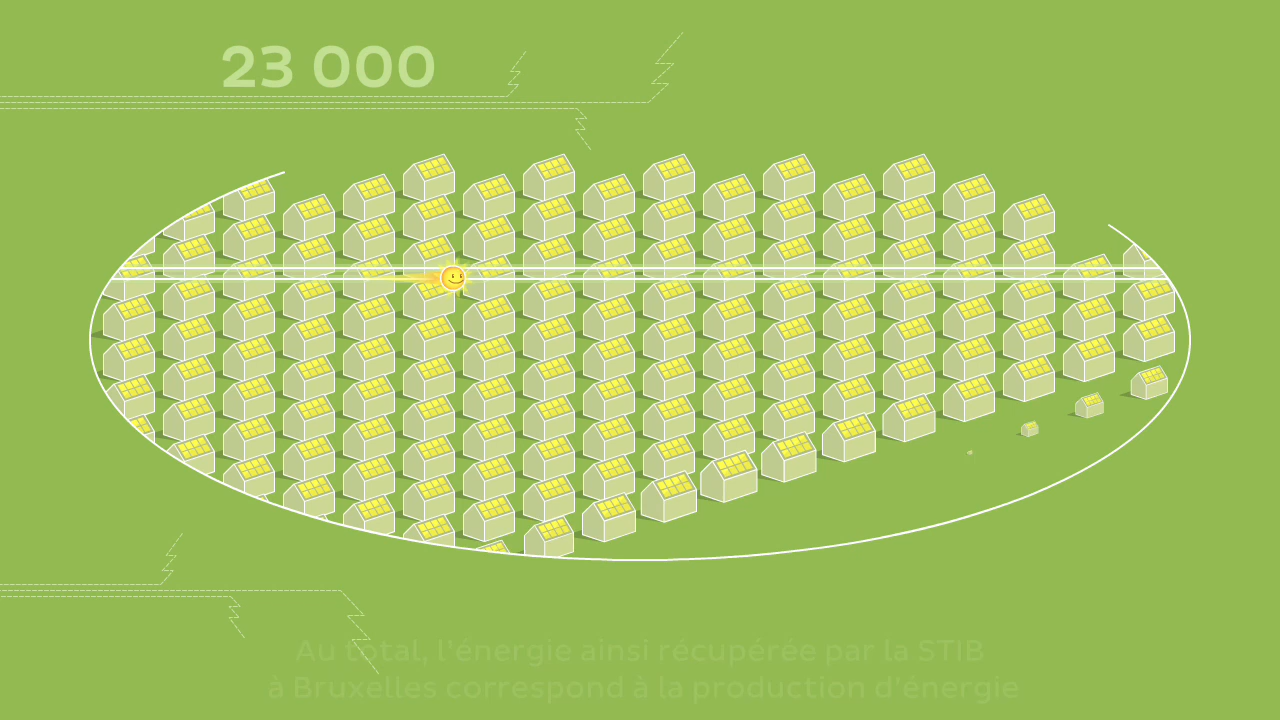 23 000
Au total, l'énergie ainsi récupérée par la STIB
à Bruxelles correspond à la production d'énergie